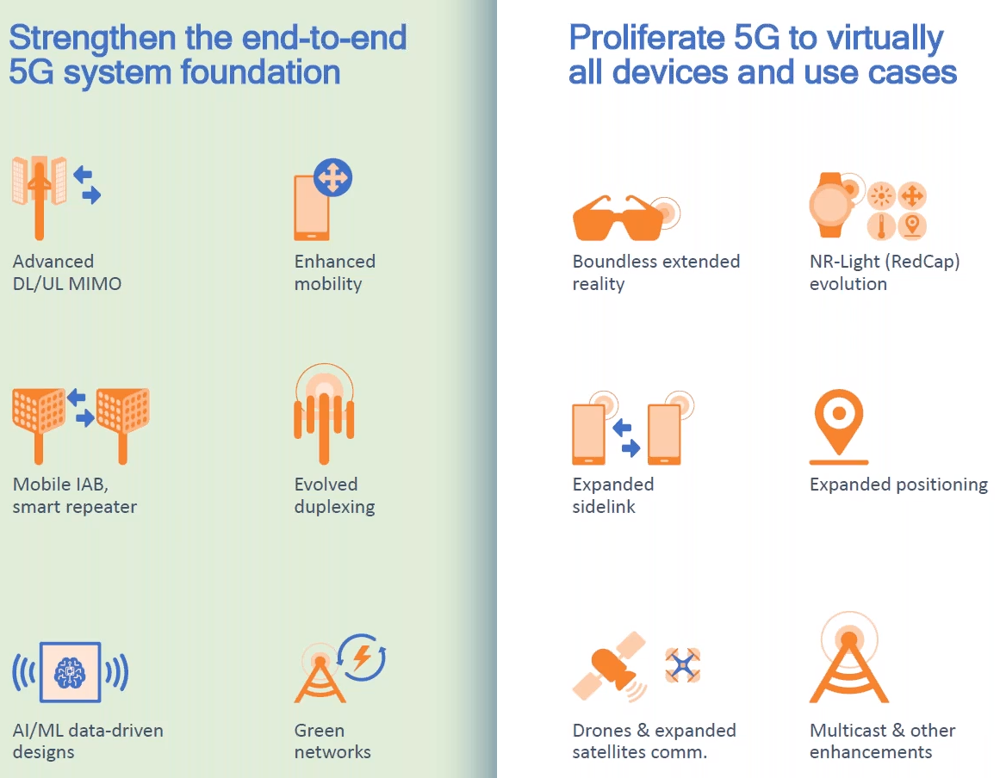 Strengthen the end-to-end
5G system foundation
Advanced
DL/UL MIMO
Enhanced
mobility
Mobile IAB,
smart repeater
Evolved
duplexing
AI/ML data-driven
designs
Green
networks
Proliferate 5G to virtually
all devices and use cases
Boundless extended
reality
NR-Light (RedCap)
evolution
Expanded
sidelink
Expanded positioning
Drones & expanded
satellites comm.
Multicast & other
enhancements